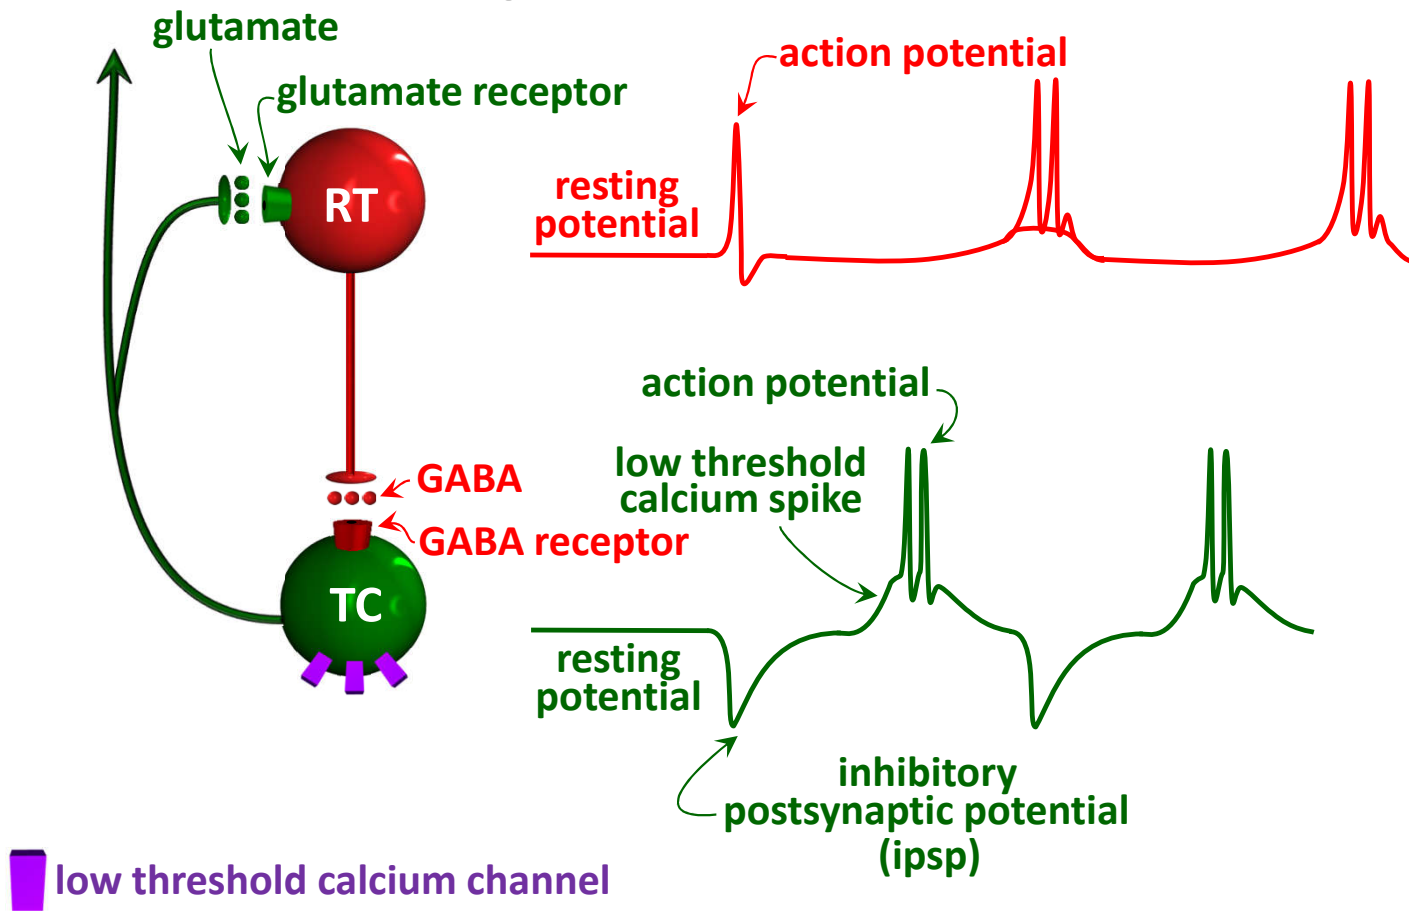 glutamate
glutamate receptor
RT
action potential
resting
potential
action potential
low threshold
calcium spike
GABA
GABA receptor
TC
resting
potential
inhibitory
postsynaptic potential
(ipsp)
low threshold calcium channel